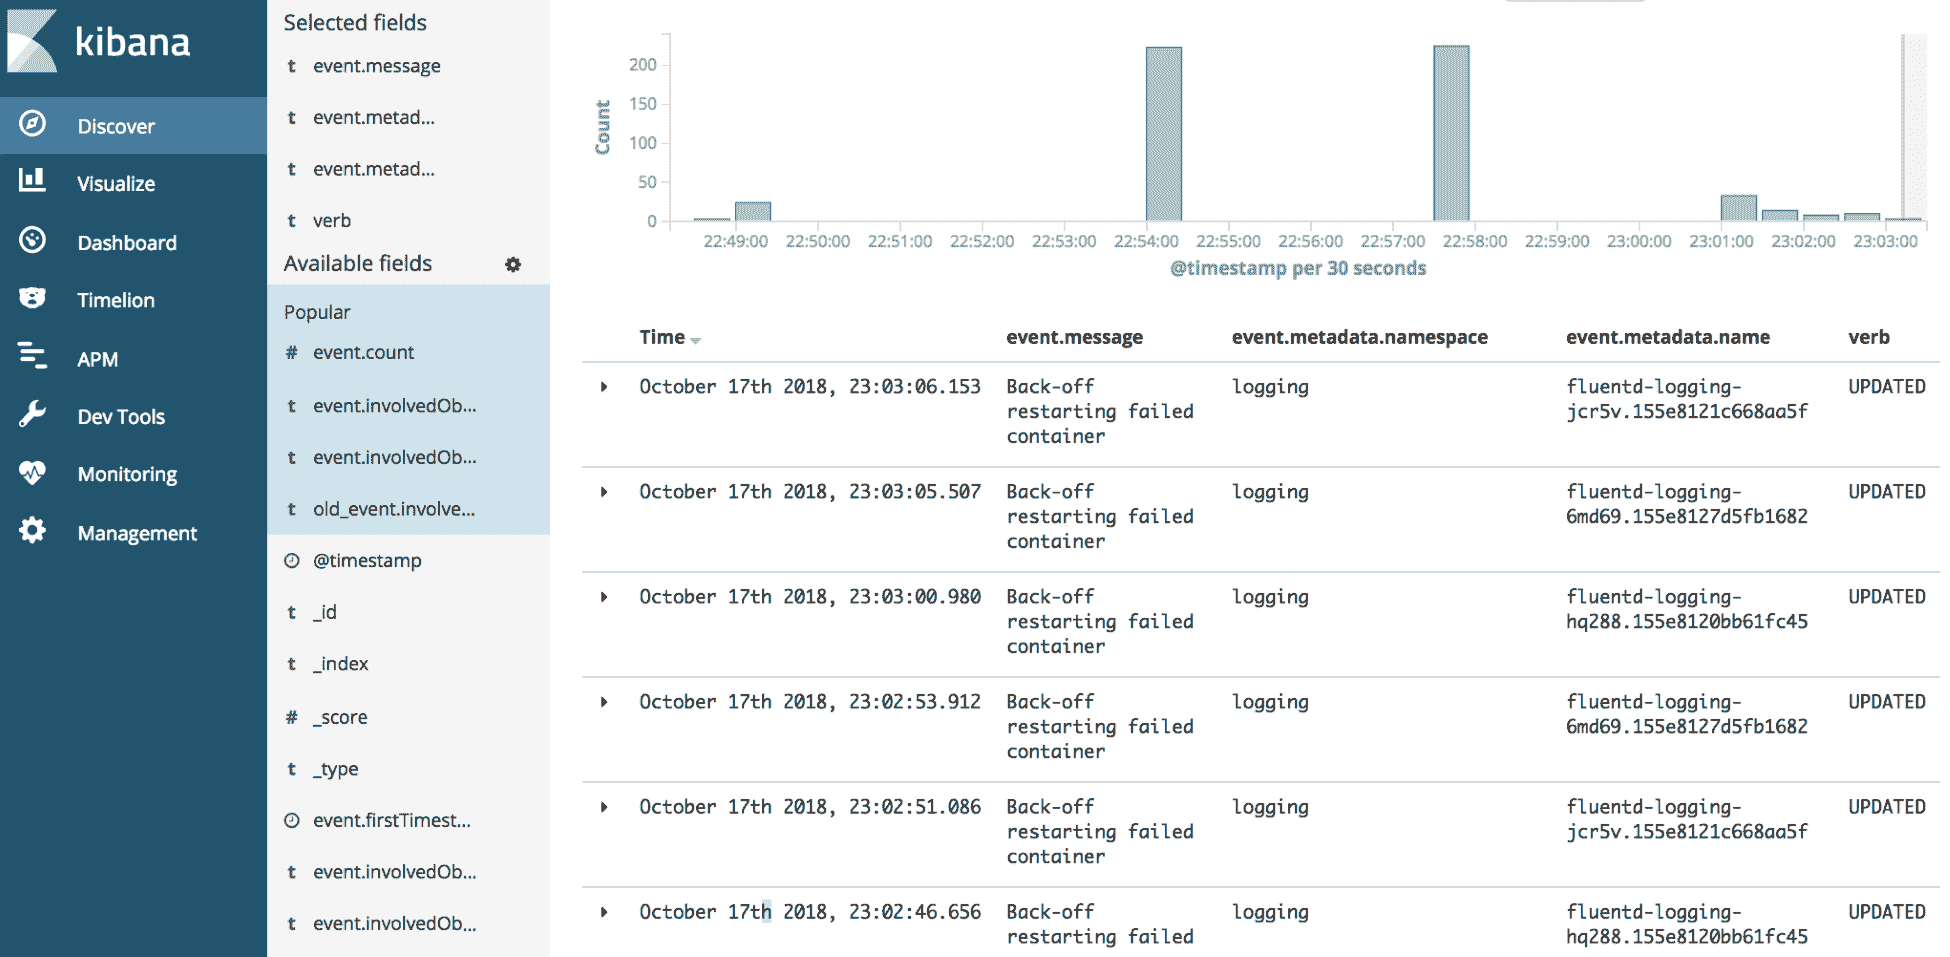 kibana
Discover
Visualize
Dashboard
Timelion
APM
Dev Tools
Monitoring
Management
Selected fields
t event.message
t event.metad...
t event.metad...
t verb
Available fields
Popular
# event.count
t event.involvedOb...
t event.involvedOb...
t old_event.involve...
@timestamp
t _id
t _index
# _score
t _type
event.firstTimest...
t event.involvedOb...
t event.involvedOb...
Count
200
150
100
50
0
22:49:00 22:50:00 22:51:00 22:52:00 22:53:00 22:54:00 22:55:00 22:56:00 22:57:00 22:58:00 22:59:00 23:00:00 23:01:00 23:02:00 23:03:00
@timestamp per 30 seconds
Time event.message event.metadata.namespace event.metadata.name verb
October 17th 2018, 23:03:06.153 Back-off logging fluentd-logging- UPDATED
restarting failed jcr5v.155e8121c668aa5f
container
October 17th 2018, 23:03:05.507 Back-off logging fluentd-logging- UPDATED
restarting failed 6md69.155e8127d5fb1682
container
October 17th 2018, 23:03:00.980 Back-off logging fluentd-logging- UPDATED
restarting failed hq288.155e8120bb61fc45
container
October 17th 2018, 23:02:53.912 Back-off logging fluentd-logging- UPDATED
restarting failed 6md69.155e8127d5fb1682
container
October 17th 2018, 23:02:51.086 Back-off logging fluentd-logging- UPDATED
restarting failed jcr5v.155e8121c668aa5f
container
October 17th 2018, 23:02:46.656 Back-off logging fluentd-logging- UPDATED
restarting failed hq288.155e8120bb61fc45